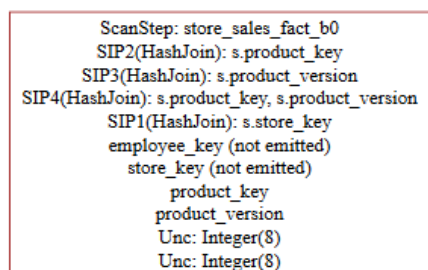 ScanStep: store_sales_fact_b0
SIP2(HashJoin): s.product_key
SIP3(HashJoin): s.product_version
SIP4(HashJoin): s.product_key, s.product_version
SIP1(HashJoin): s.store_key
employee_key (not emitted)
store_key (not emitted)
product_key
product_version
Unc: Integer(8)
Unc: Integer(8)